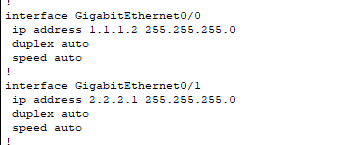 !
interface GigabitEthernet0/0
 ip address 1.1.1.2 255.255.255.0
 duplex auto
 speed auto
!
interface GigabitEthernet0/1
 ip address 2.2.2.1 255.255.255.0
 duplex auto
 speed auto
!